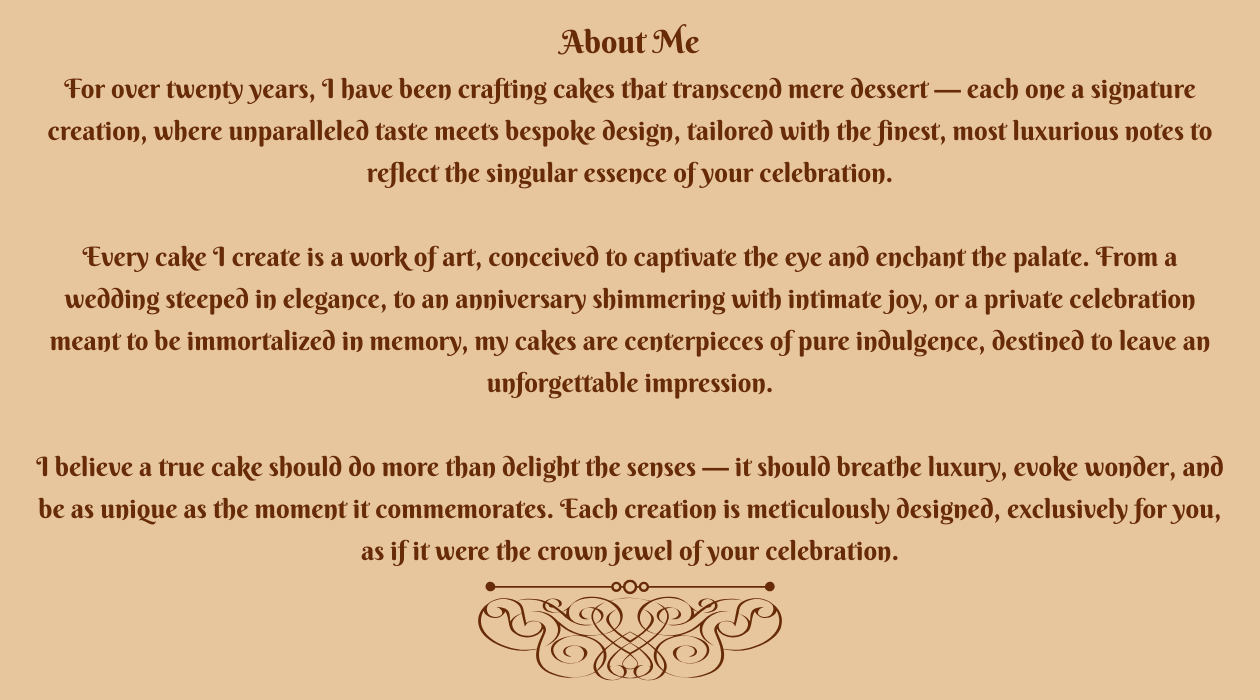 About Me
For over twenty years, I have been crafting cakes that transcend mere dessert — each one a signature
creation, where unparalleled taste meets bespoke design, tailored with the finest, most luxurious notes to
reflect the singular essence of your celebration.
Every cake I create is a work of art, conceived to captivate the eye and enchant the palate. From a
wedding steeped in elegance, to an anniversary shimmering with intimate joy, or a private celebration
meant to be immortalized in memory, my cakes are centerpieces of pure indulgence, destined to leave an
unforgettable impression.
I believe a true cake should do more than delight the senses — it should breathe luxury, evoke wonder, and
be as unique as the moment it commemorates. Each creation is meticulously designed, exclusively for you,
as if it were the crown jewel of your celebration.